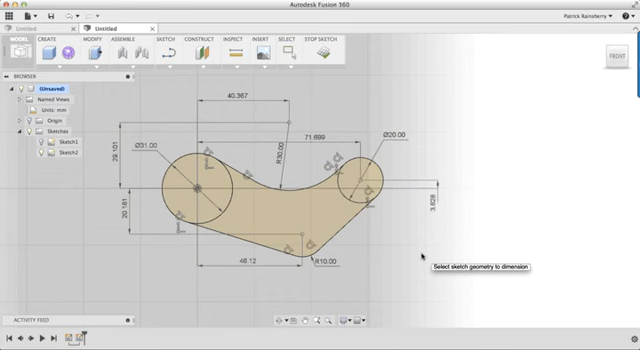 Autodesk Fusion 360
Patrick Rainsberry
Untitled
Untitled
MODEL
CREATE
MODIFY
ASSEMBLE
SKETCH
CONSTRUCT
INSPECT
INSERT
SELECT
STOP SKETCH
FRONT
BROWSER
(Unsaved)
Named Views
Units: mm
Origin
Sketches
Sketch1
Sketch2
40.367
71.699
Ø20.00
Ø31.00
29.101
R30.00
3.628
20.181
46.12
R10.00
Select sketch geometry to dimension
ACTIVITY FEED